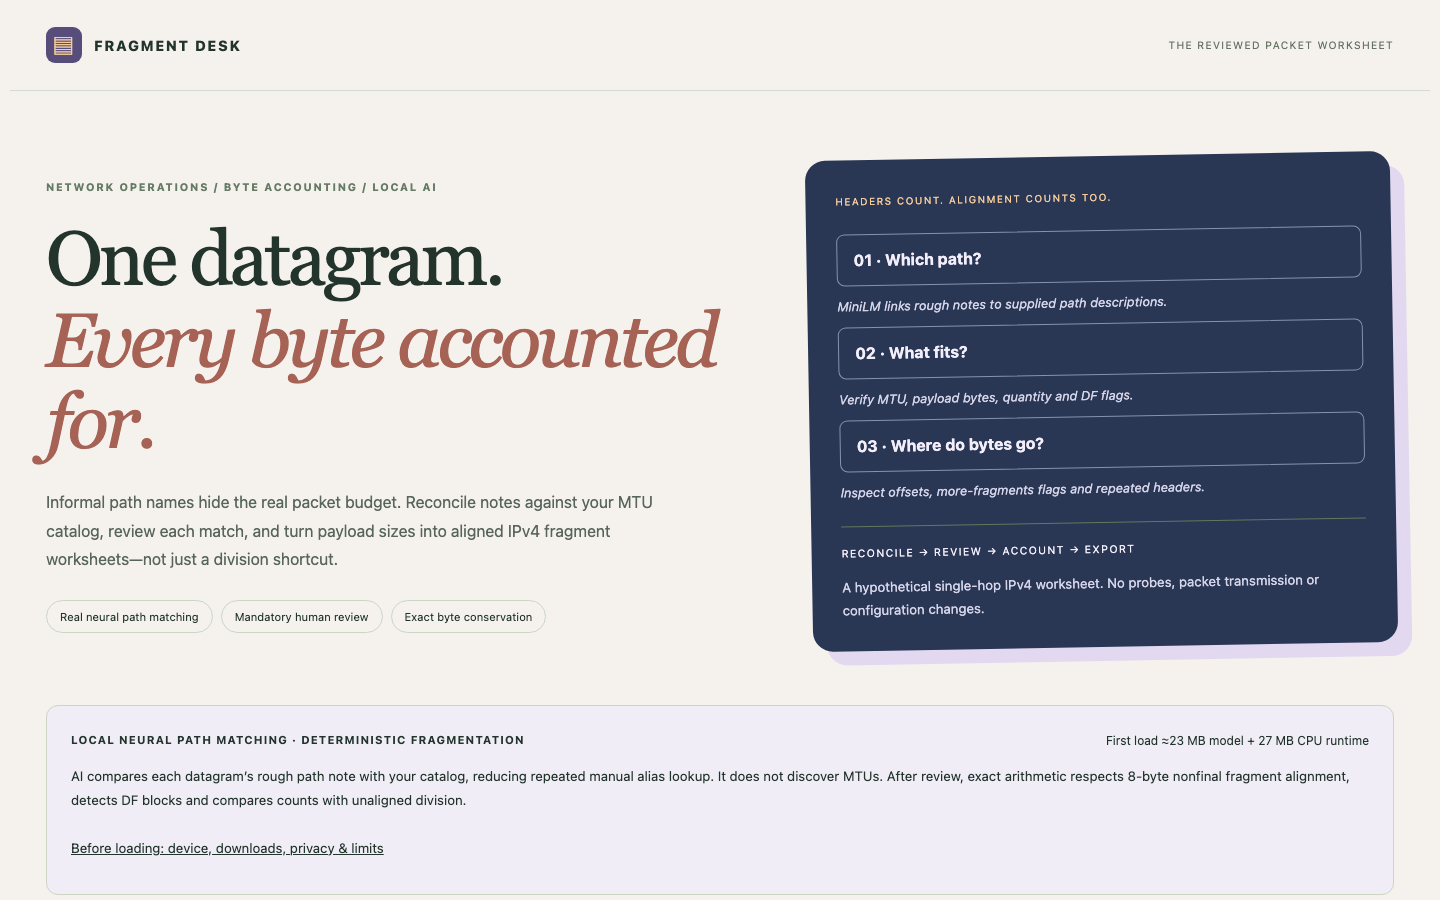 FRAGMENT DESK
THE REVIEWED PACKET WORKSHEET
NETWORK OPERATIONS / BYTE ACCOUNTING / LOCAL AI
One datagram.
Every byte accounted
for.
Informal path names hide the real packet budget. Reconcile notes against your MTU
catalog, review each match, and turn payload sizes into aligned IPv4 fragment
worksheets—not just a division shortcut.
Real neural path matching
Mandatory human review
Exact byte conservation
HEADERS COUNT. ALIGNMENT COUNTS TOO.
01 · Which path?
MiniLM links rough notes to supplied path descriptions.
02 · What fits?
Verify MTU, payload bytes, quantity and DF flags.
03 · Where do bytes go?
Inspect offsets, more-fragments flags and repeated headers.
RECONCILE → REVIEW → ACCOUNT → EXPORT
A hypothetical single-hop IPv4 worksheet. No probes, packet transmission or
configuration changes.
LOCAL NEURAL PATH MATCHING · DETERMINISTIC FRAGMENTATION
First load ≈23 MB model + 27 MB CPU runtime
AI compares each datagram's rough path note with your catalog, reducing repeated manual alias lookup. It does not discover MTUs. After review, exact arithmetic respects 8-byte nonfinal fragment alignment,
detects DF blocks and compares counts with unaligned division.
Before loading: device, downloads, privacy & limits